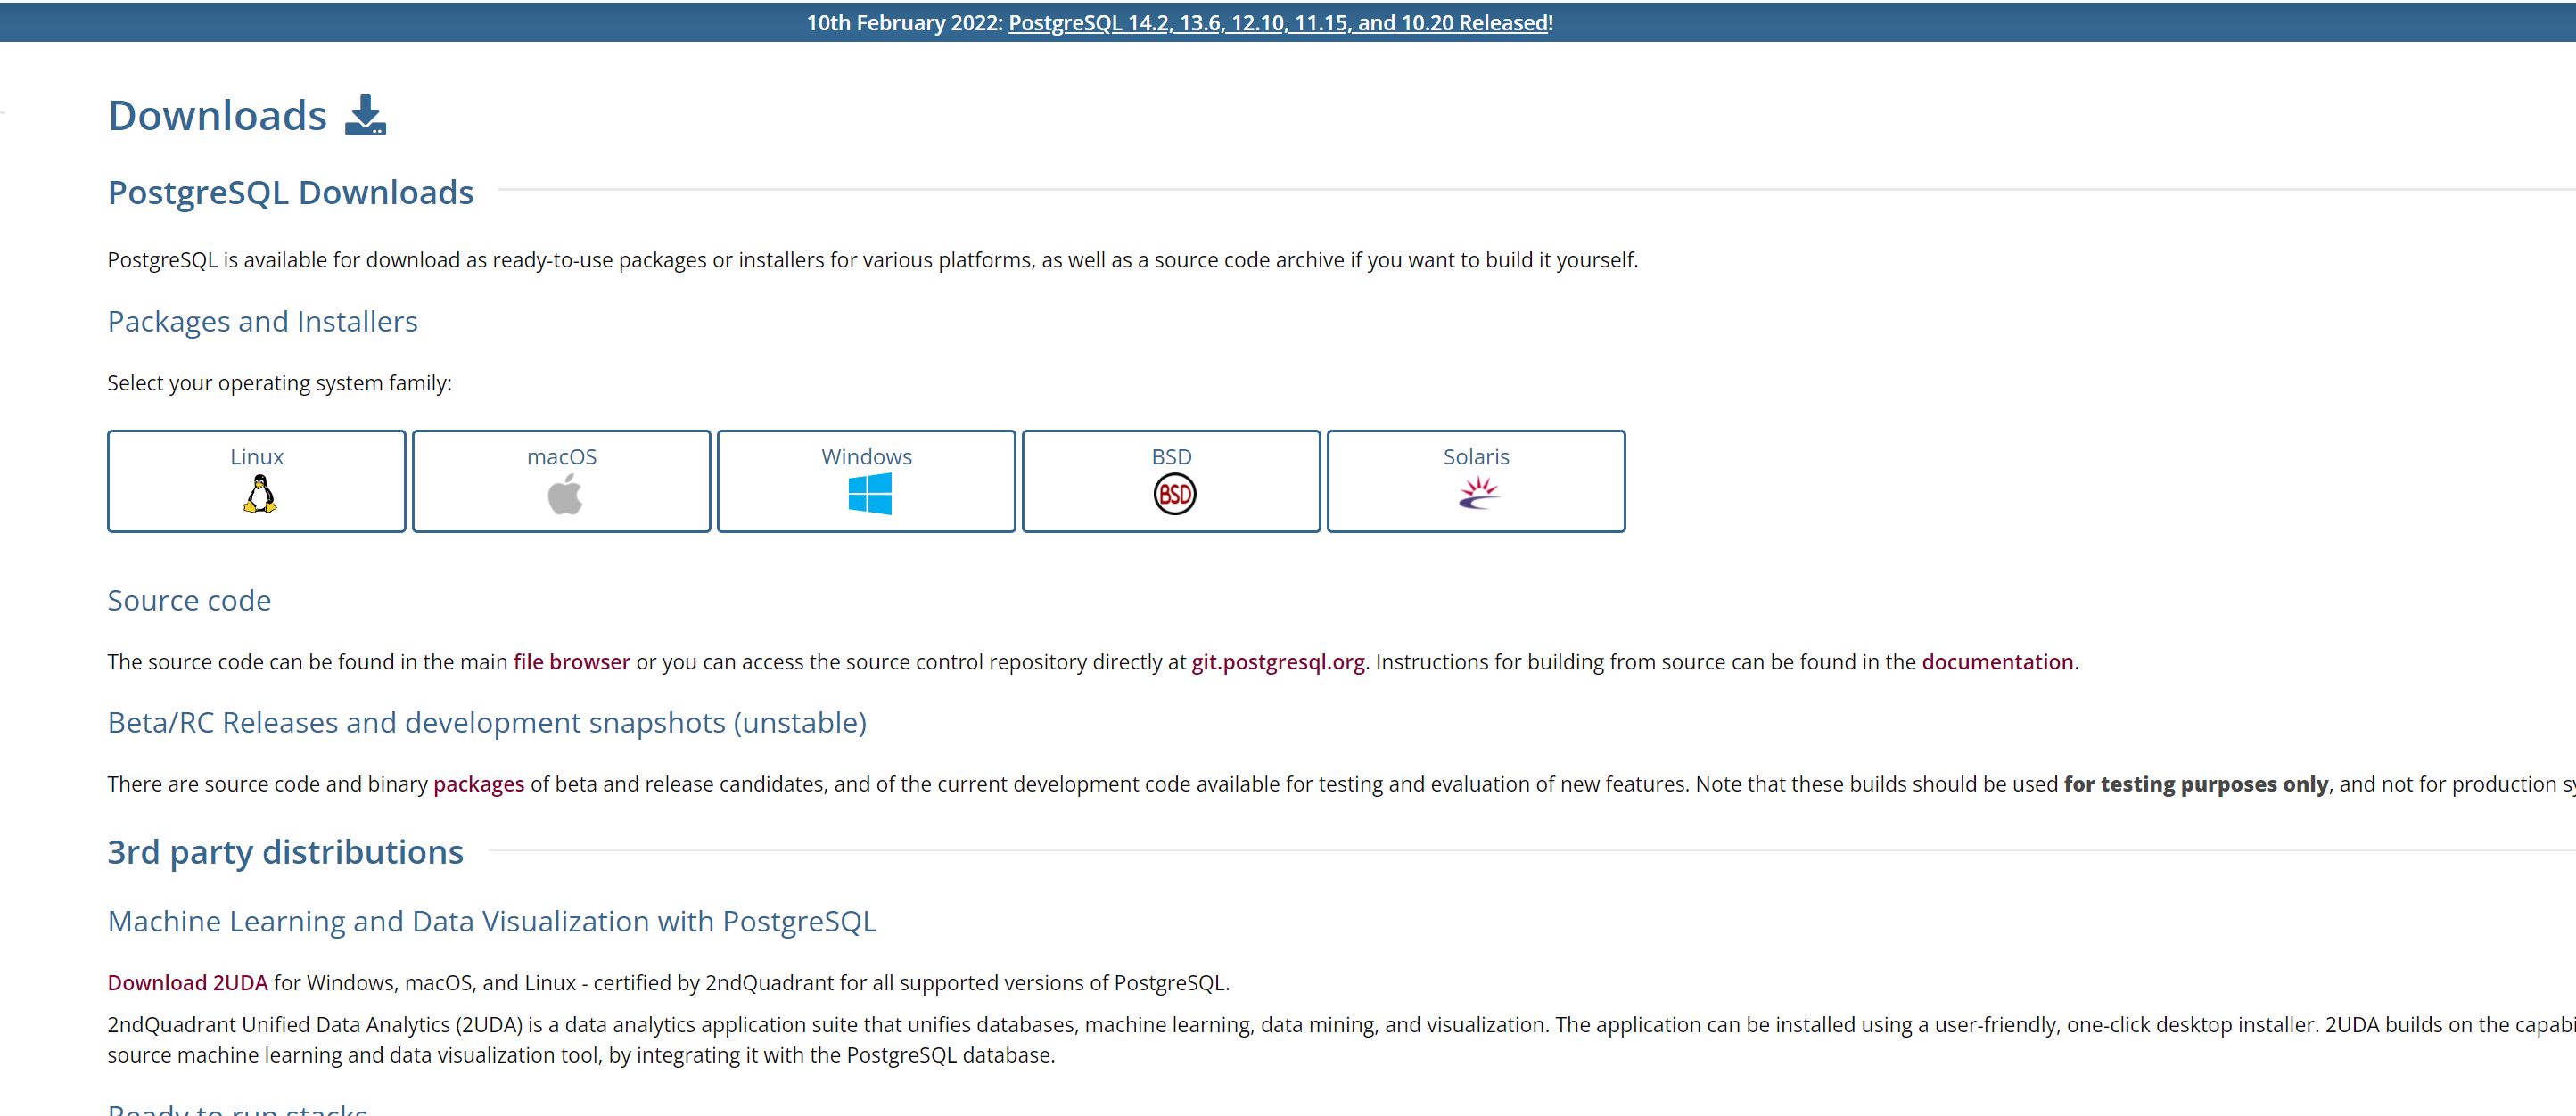 10th February 2022: PostgreSQL 14.2, 13.6, 12.10, 11.15, and 10.20 Released!
Downloads
PostgreSQL Downloads
PostgreSQL is available for download as ready-to-use packages or installers for various platforms, as well as a source code archive if you want to build it yourself.
Packages and Installers
Select your operating system family:
Linux
macOS
Windows
BSD
Solaris
BSD
Source code
The source code can be found in the main file browser or you can access the source control repository directly at git.postgresql.org. Instructions for building from source can be found in the documentation.
Beta/RC Releases and development snapshots (unstable)
There are source code and binary packages of beta and release candidates, and of the current development code available for testing and evaluation of new features. Note that these builds should be used for testing purposes only, and not for production
3rd party distributions
Machine Learning and Data Visualization with PostgreSQL
Download 2UDA for Windows, macOS, and Linux - certified by 2ndQuadrant for all supported versions of PostgreSQL.
2ndQuadrant Unified Data Analytics (2UDA) is a data analytics application suite that unifies databases, machine learning, data mining, and visualization. The application can be installed using a user-friendly, one-click desktop installer. 2UDA builds on the
source machine learning and data visualization tool, by integrating it with the PostgreSQL database.
Ready to run stacks